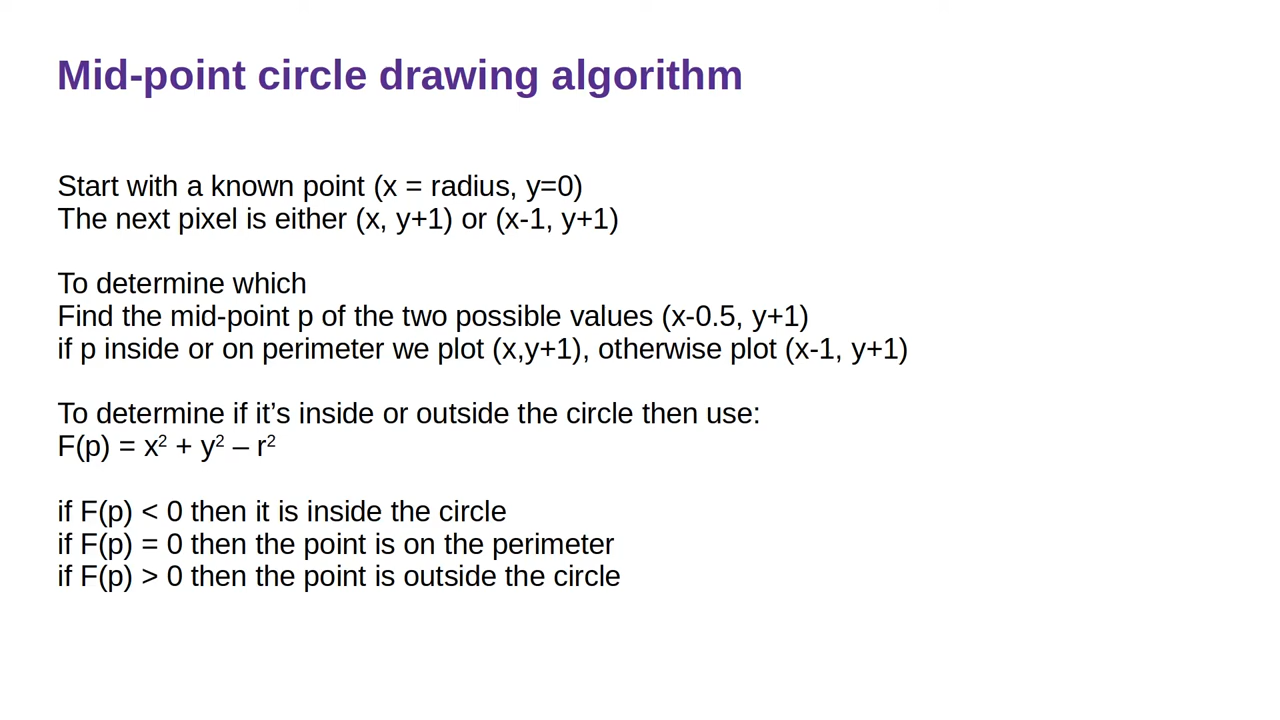 Mid-point circle drawing algorithm
Start with a known point (x = radius, y=0)
The next pixel is either (x, y+1) or (x-1, y+1)
To determine which
Find the mid-point p of the two possible values (x-0.5, y+1)
if p inside or on perimeter we plot (x,y+1), otherwise plot (x-1, y+1)
To determine if it’s inside or outside the circle then use:
F(p) = x² + y² – r²
if F(p) < 0 then it is inside the circle
if F(p) = 0 then the point is on the perimeter
if F(p) > 0 then the point is outside the circle